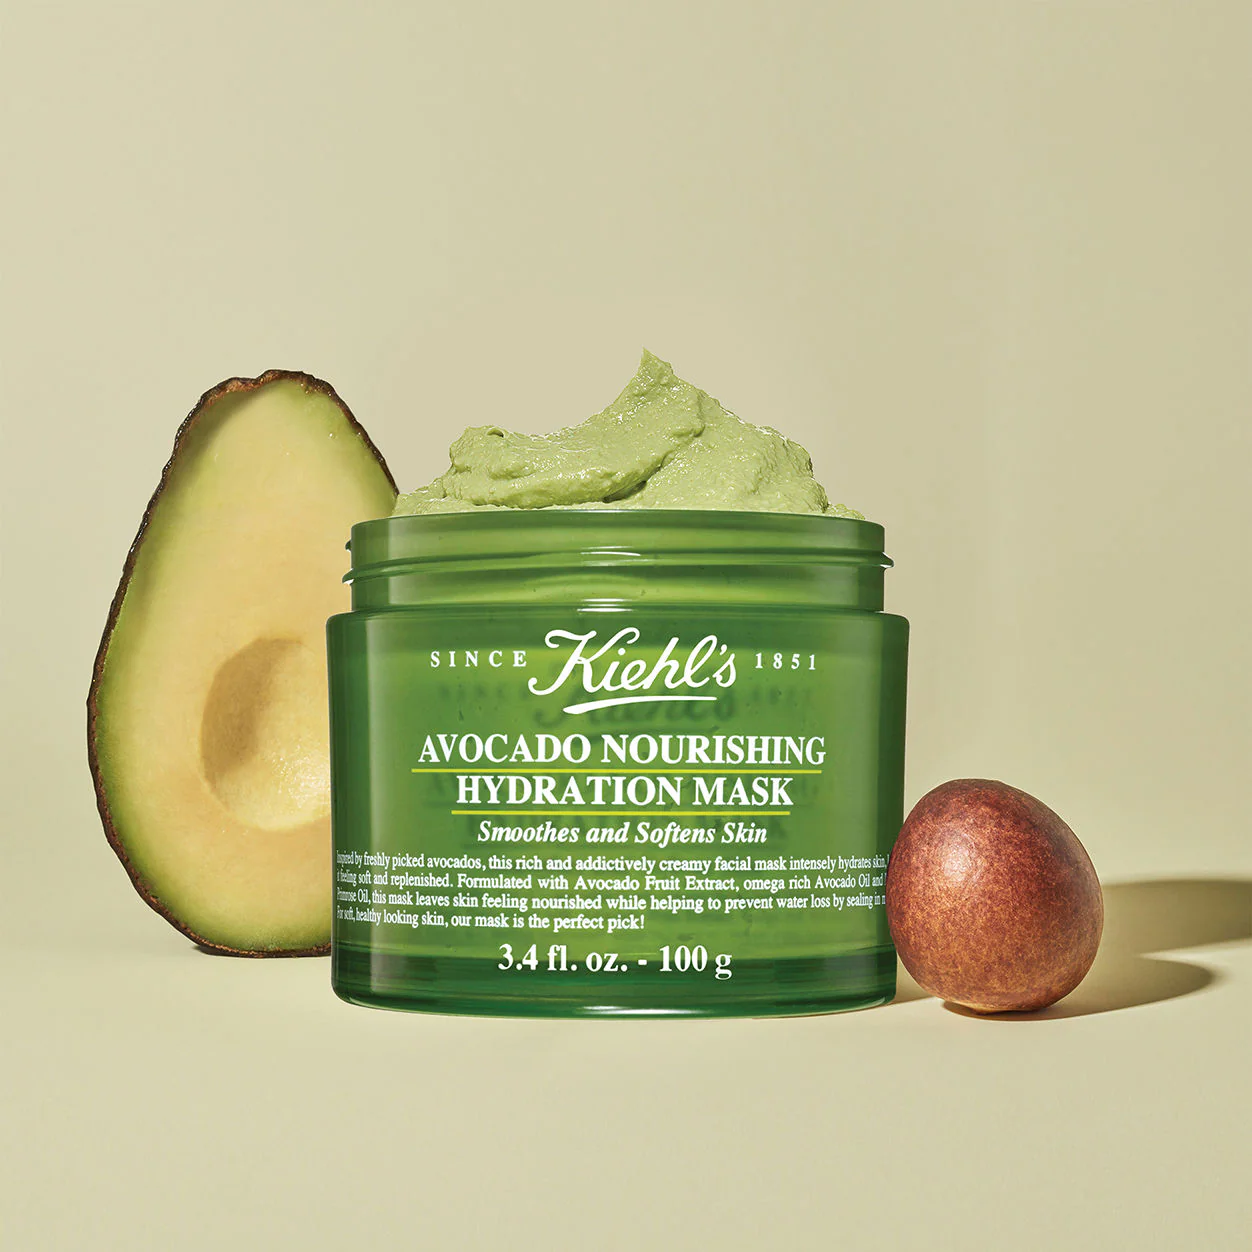 SINCE Kiehl's 1851
AVOCADO NOURISHING
HYDRATION MASK
Smoothes and Softens Skin
Inspired by freshly picked avocados, this rich and addictively creamy facial mask intensely hydrates skin,
feeling soft and replenished. Formulated with Avocado Fruit Extract, omega rich Avocado Oil and
Primrose Oil, this mask leaves skin feeling nourished while helping to prevent water loss by sealing in
For soft, healthy looking skin, our mask is the perfect pick!
3.4 fl. oz. - 100 g